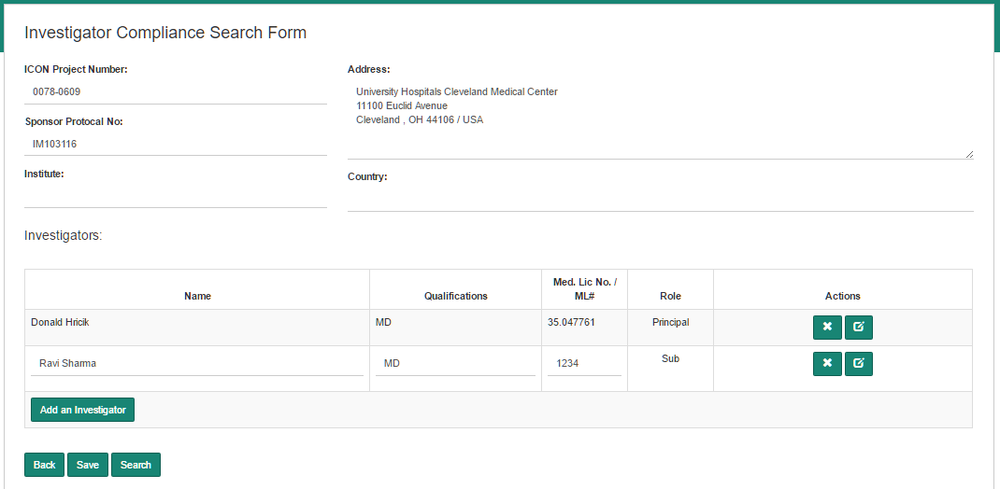 Investigator Compliance Search Form
ICON Project Number:
0078-0609
Sponsor Protocal No:
IM103116
Institute:
Address:
University Hospitals Cleveland Medical Center
11100 Euclid Avenue
Cleveland , OH 44106 / USA
Country:
Investigators:
Name Qualifications Med. Lic No. / ML# Role Actions
Donald Hricik MD 35.047761 Principal
Ravi Sharma MD 1234 Sub
Add an Investigator
Back Save Search